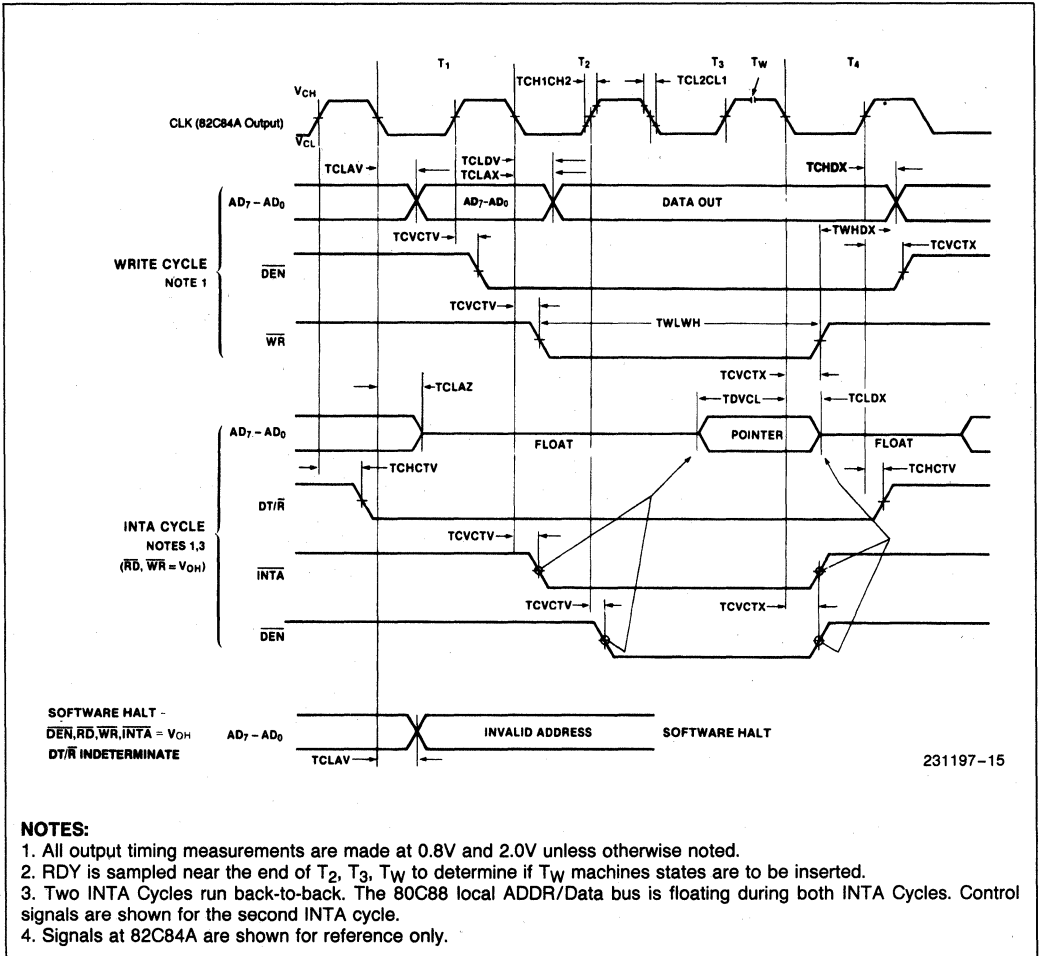 T1 T2 T3 TW T4
TCH1CH2 TCL2CL1
VCH
CLK (82C84A Output)
VCL
TCLAV TCLDV TCHDX
TCLAX
AD7–AD0 AD7–AD0 DATA OUT
TWHDX
TCVCTV TCVCTX
WRITE CYCLE
NOTE 1
DEN
TCVCTV
TWLWH
WR
TCVCTX
TCLAZ
TDVCL TCLDX
AD7–AD0 FLOAT POINTER FLOAT
TCHCTV TCHCTV
DT/R
INTA CYCLE
NOTES 1,3
(RD, WR = VOH)
TCVCTV
INTA
TCVCTV TCVCTX
DEN
SOFTWARE HALT -
DEN,RD,WR,INTA = VOH
DT/R INDETERMINATE
AD7–AD0 INVALID ADDRESS SOFTWARE HALT
TCLAV
231197–15
NOTES:
1. All output timing measurements are made at 0.8V and 2.0V unless otherwise noted.
2. RDY is sampled near the end of T2, T3, TW to determine if TW machines states are to be inserted.
3. Two INTA Cycles run back-to-back. The 80C88 local ADDR/Data bus is floating during both INTA Cycles. Control
signals are shown for the second INTA cycle.
4. Signals at 82C84A are shown for reference only.